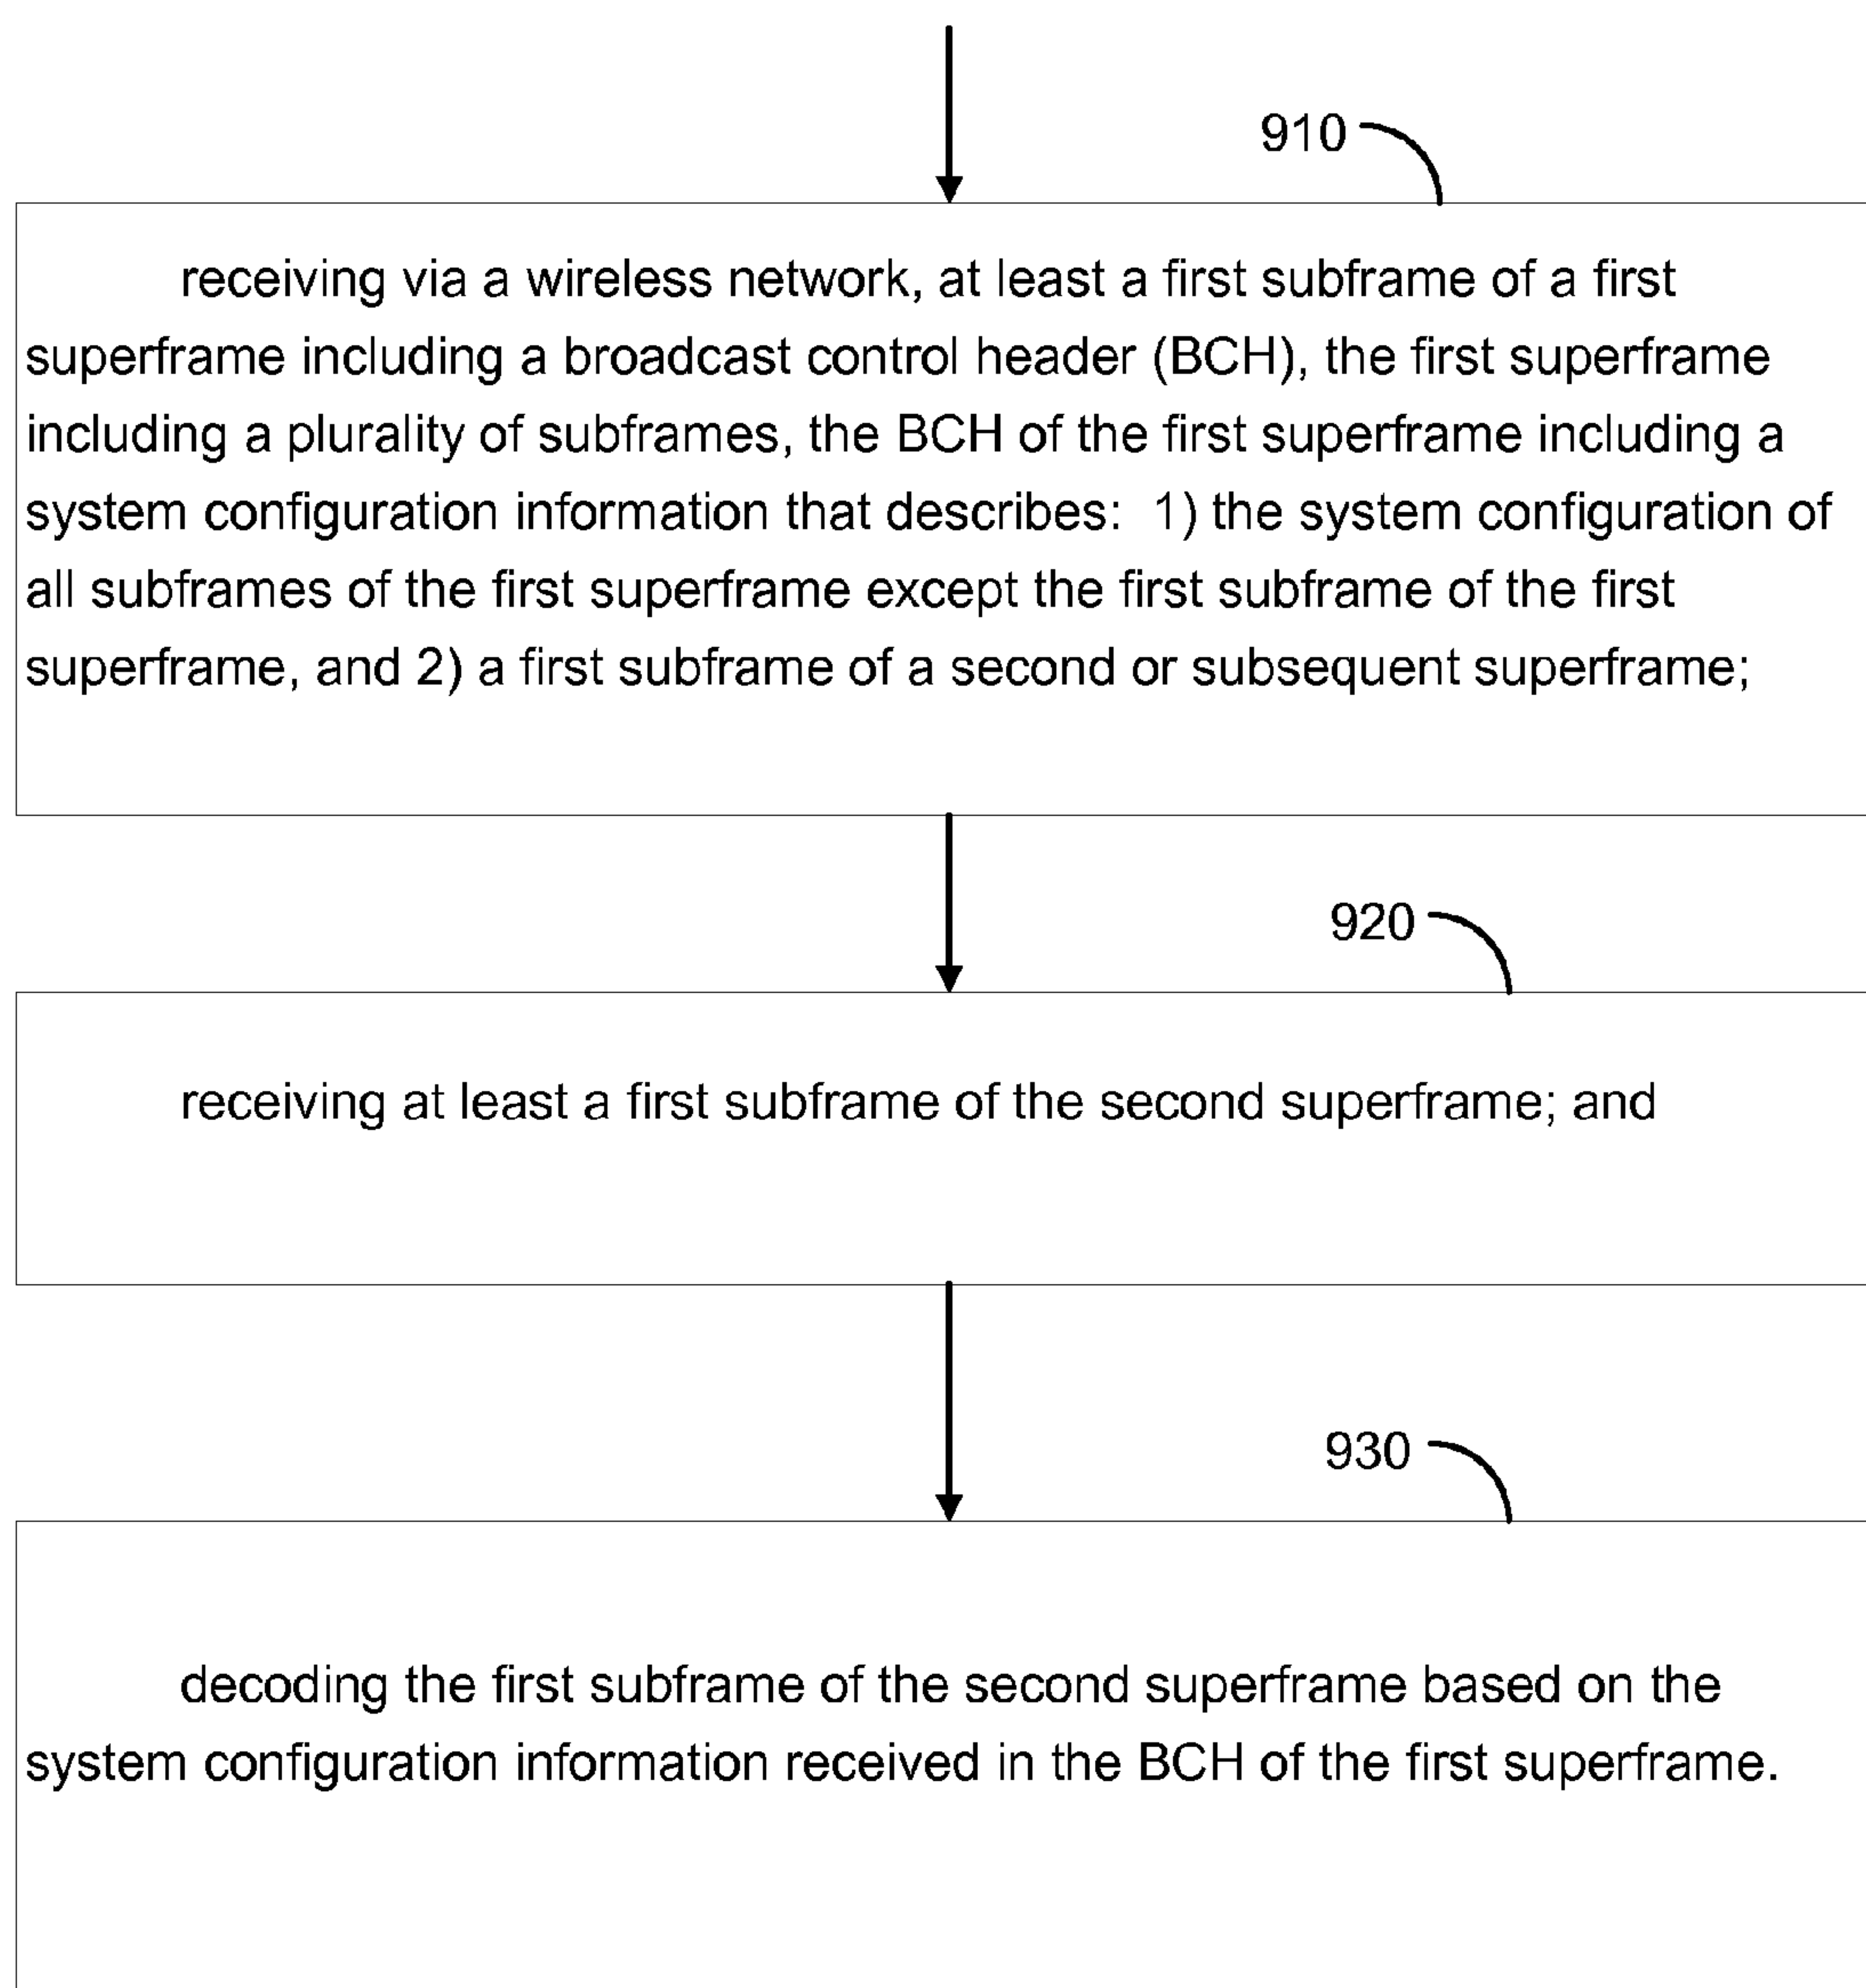 910
receiving via a wireless network, at least a first subframe of a first
superframe including a broadcast control header (BCH), the first superframe
including a plurality of subframes, the BCH of the first superframe including a
system configuration information that describes:  1) the system configuration of
all subframes of the first superframe except the first subframe of the first
superframe, and 2) a first subframe of a second or subsequent superframe;
920
receiving at least a first subframe of the second superframe; and
930
decoding the first subframe of the second superframe based on the
system configuration information received in the BCH of the first superframe.